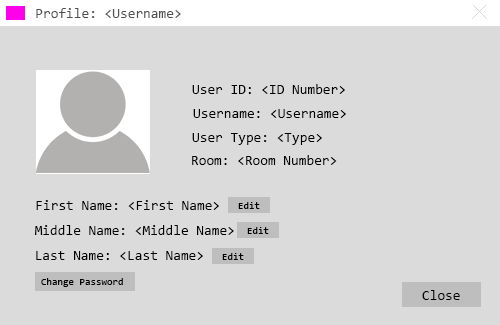 Profile: <Username>
User ID: <ID Number>
Username: <Username>
User Type: <Type>
Room: <Room Number>
First Name: <First Name> Edit
Middle Name: <Middle Name> Edit
Last Name: <Last Name> Edit
Change Password
Close